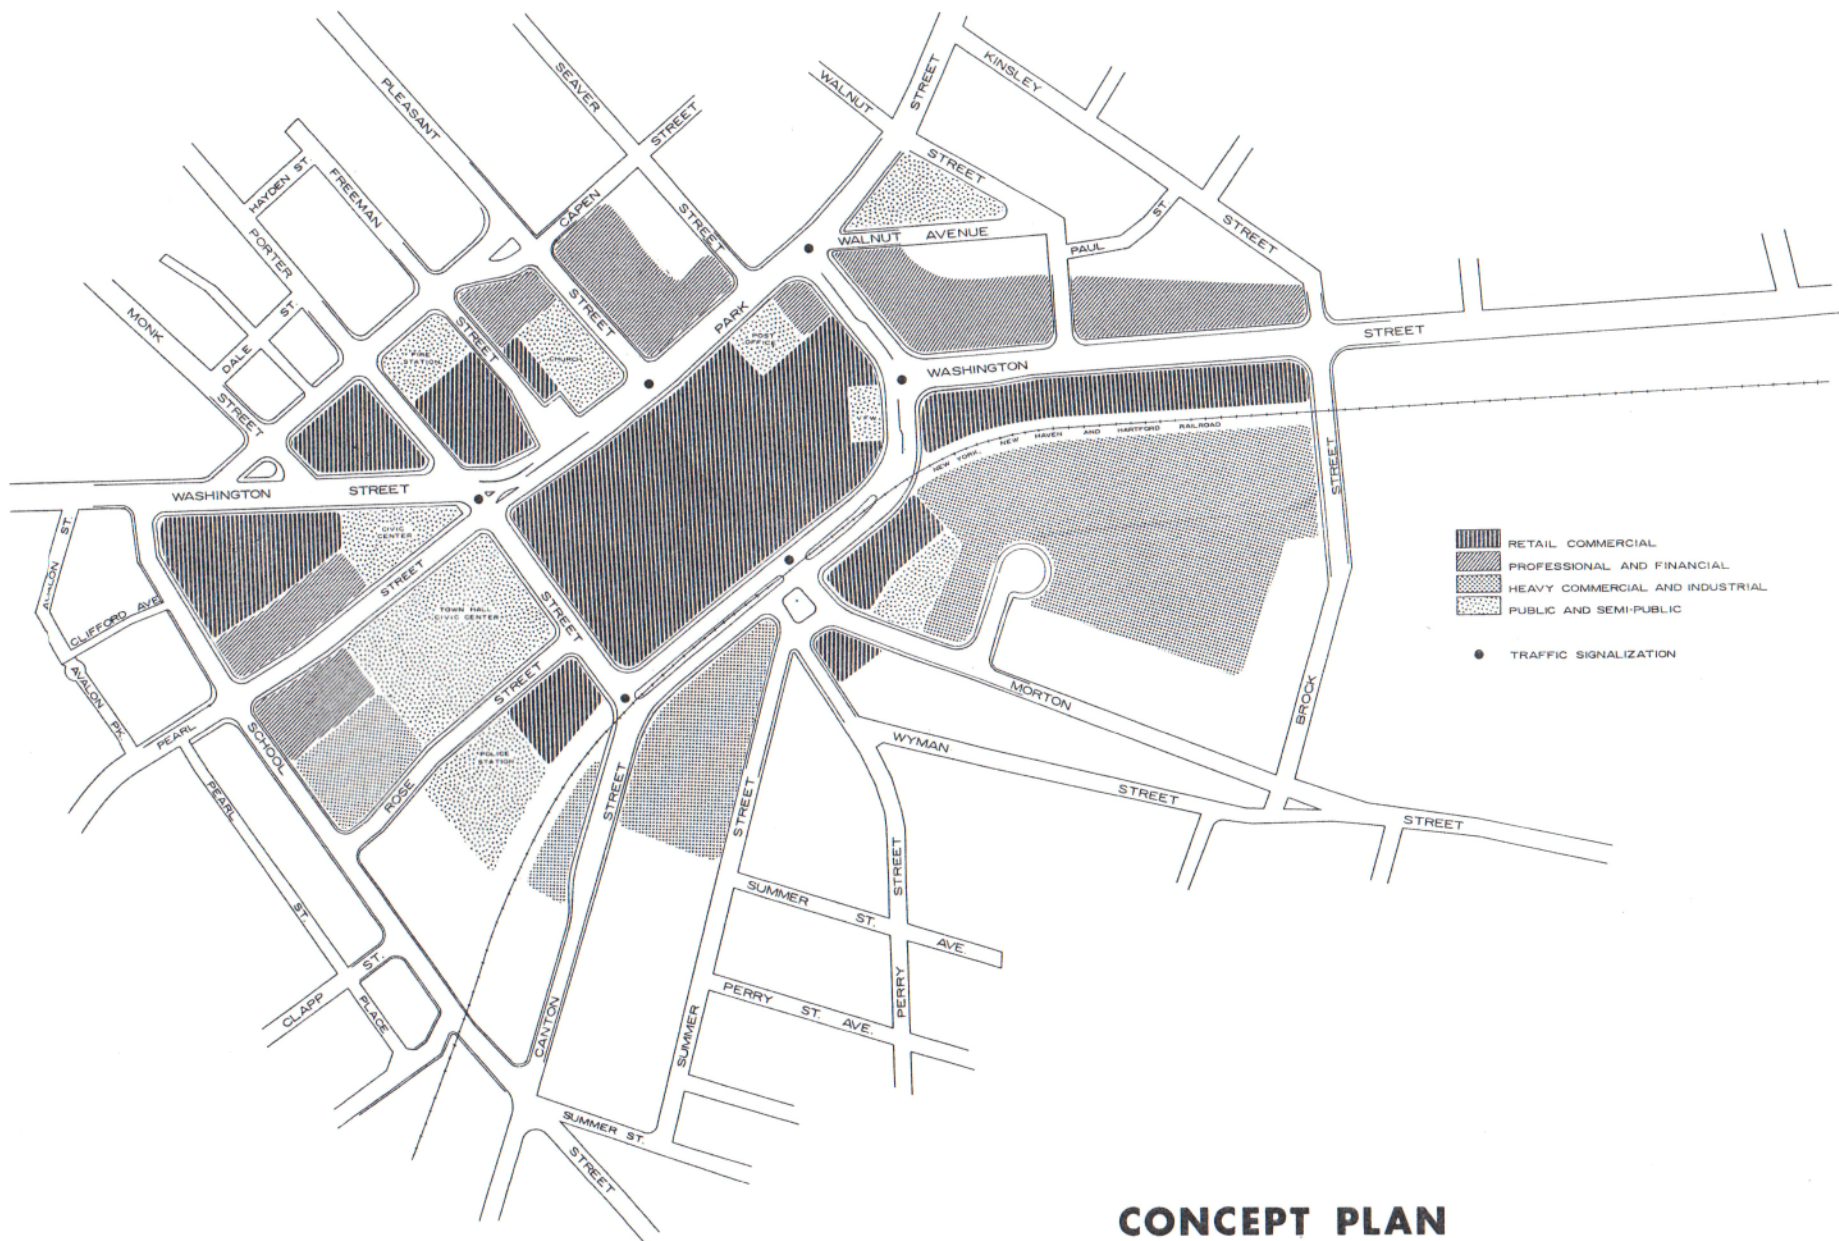 SEAVER
PLEASANT
STREET
WALNUT
STREET
KINSLEY
STREET
HAYDEN ST.
FREEMAN
CAPEN
STREET
PORTER
STREET
WALNUT AVENUE
PAUL
ST.
STREET
MONK
ST.
DALE
STREET
STREET
STREET
PARK
POST
OFFICE
FIRE
STATION
CHURCH
WASHINGTON
STREET
VFW
NEW YORK, NEW HAVEN AND HARTFORD RAILROAD
STREET
WASHINGTON STREET
CIVIC
CENTER
ST.
AVALON
CLIFFORD AVE.
STREET
TOWN HALL
CIVIC CENTER
STREET
STREET
AVALON
PK.
PEARL
SCHOOL
POLICE
STATION
ROSE
MORTON
BROCK
WYMAN
STREET
STREET
PEARL
ST.
STREET
STREET
STREET
SUMMER ST. AVE.
PERRY
PERRY ST. AVE.
CLAPP
ST.
PLACE
CANTON
SUMMER
SUMMER ST.
STREET
RETAIL COMMERCIAL
PROFESSIONAL AND FINANCIAL
HEAVY COMMERCIAL AND INDUSTRIAL
PUBLIC AND SEMI-PUBLIC
TRAFFIC SIGNALIZATION
CONCEPT PLAN